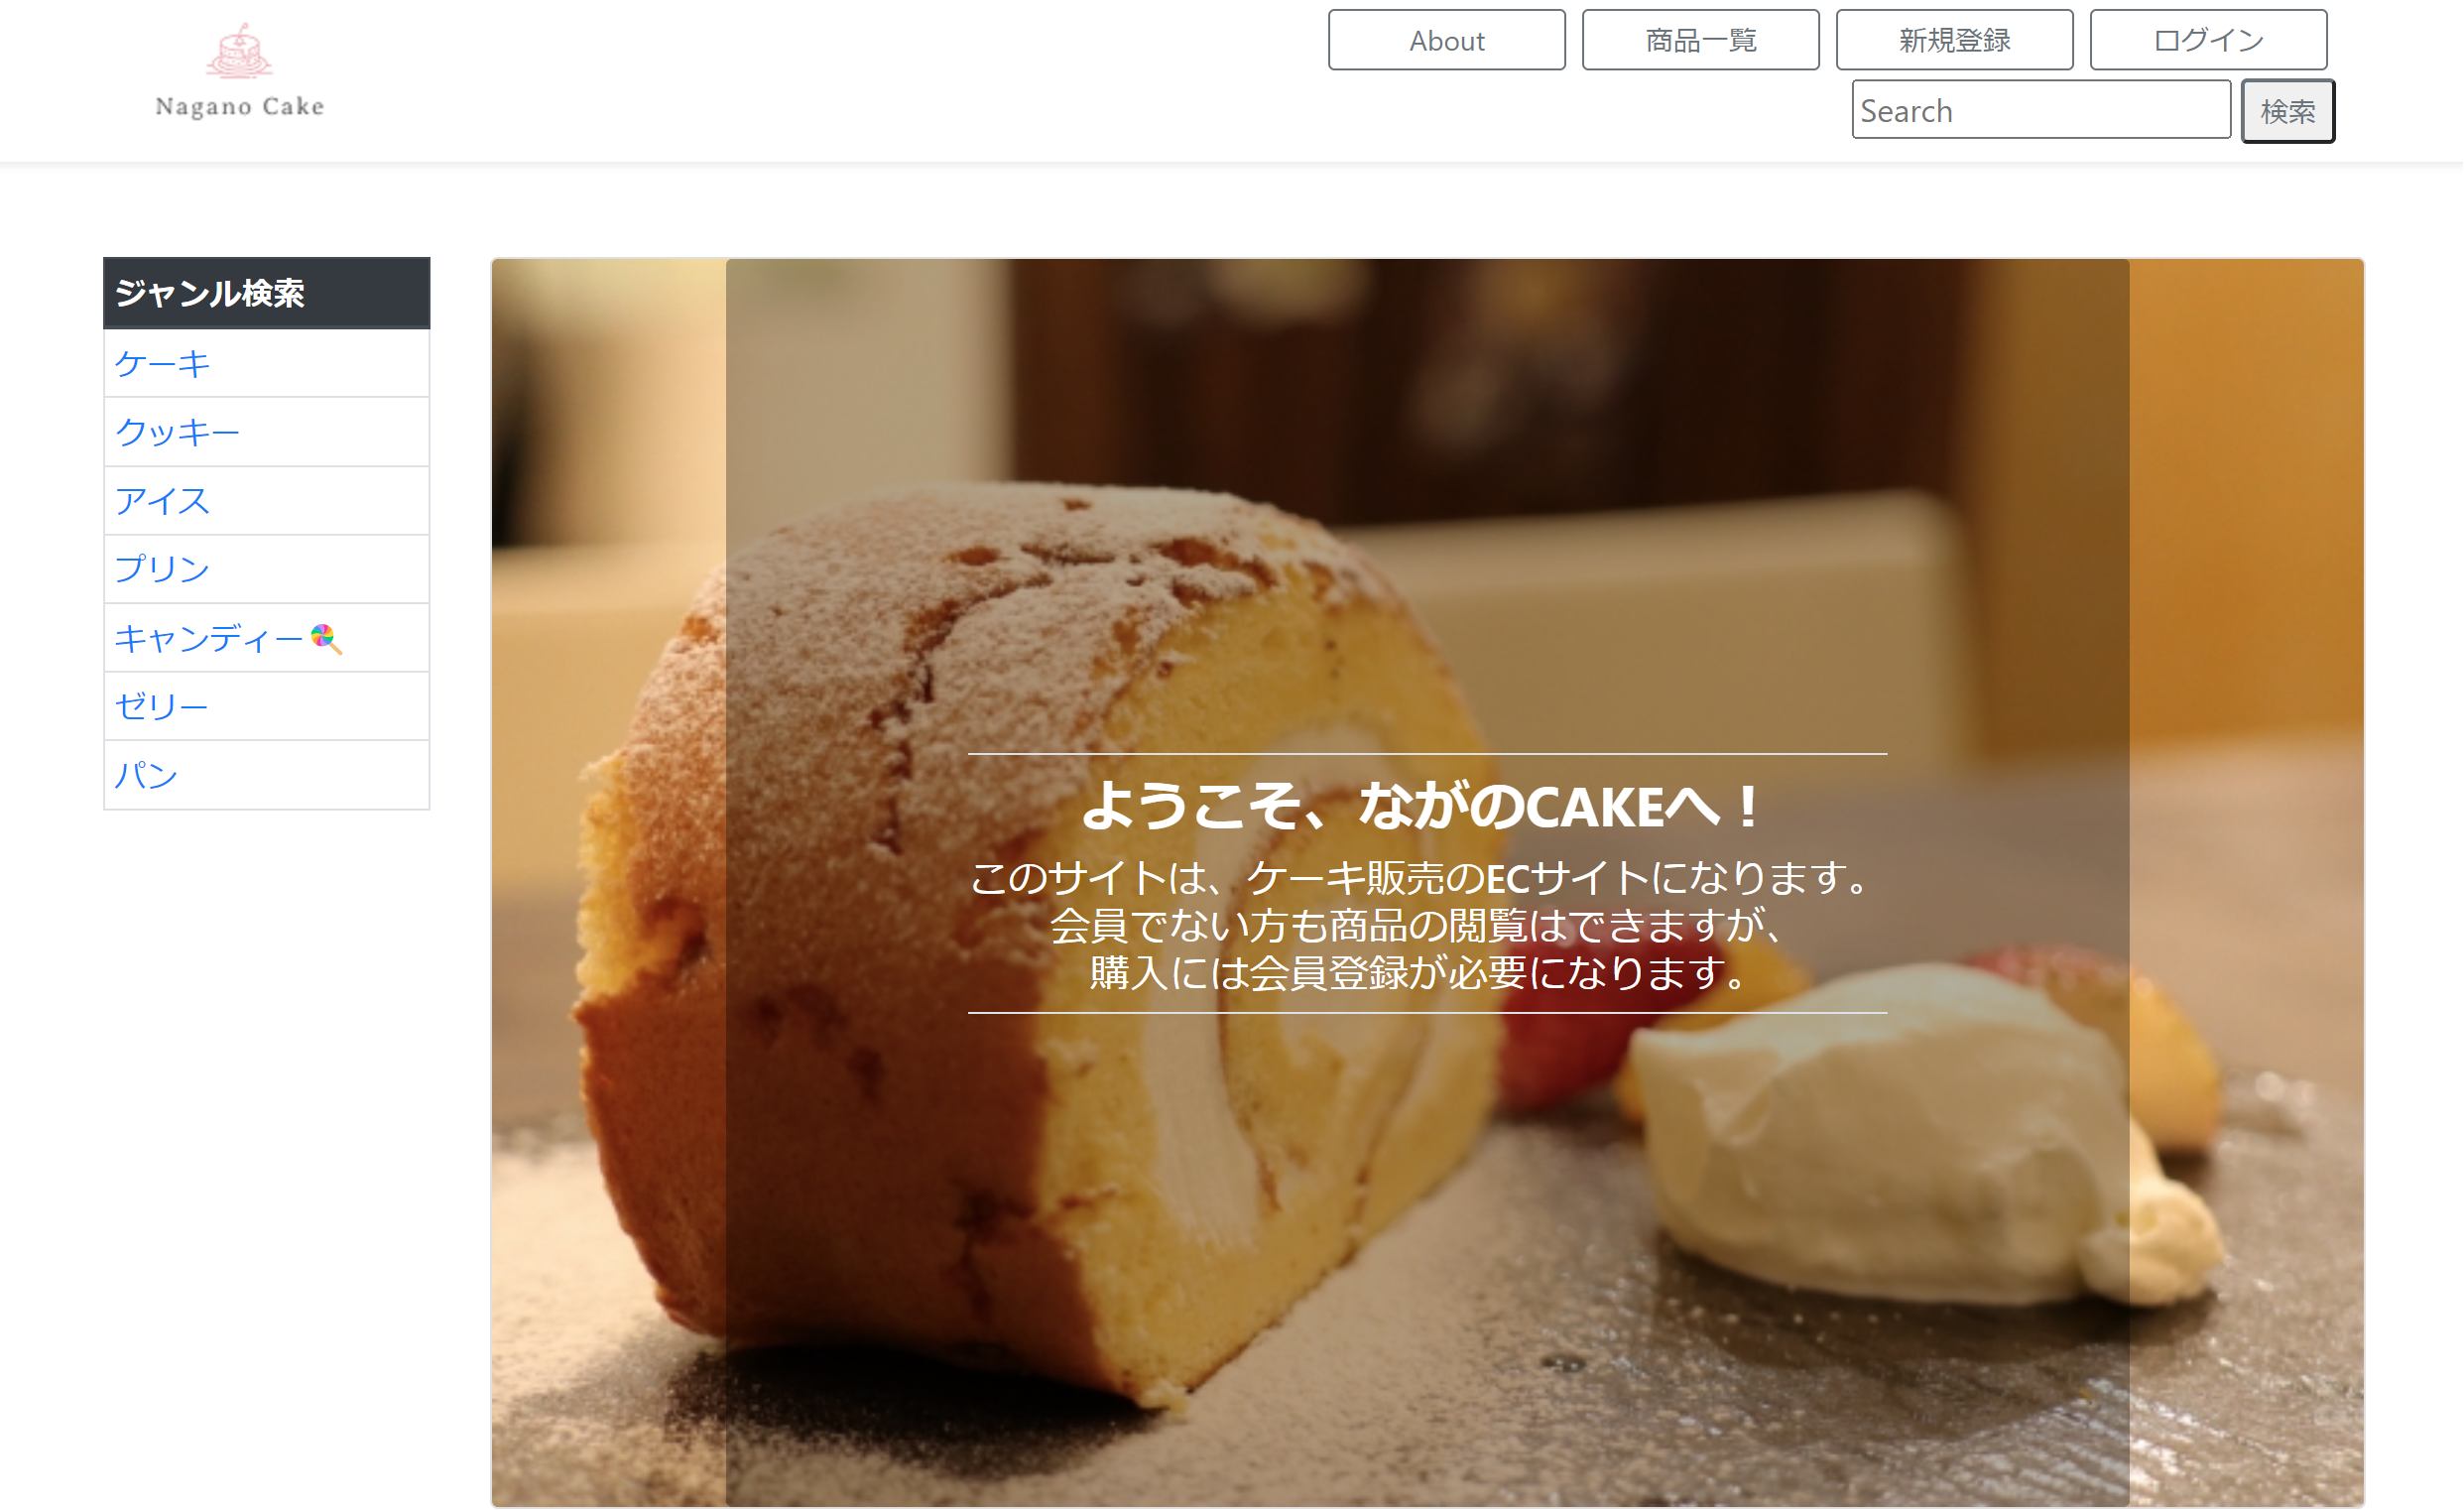 Nagano Cake
About
商品一覧
新規登録
ログイン
Search
検索
ジャンル検索
ケーキ
クッキー
アイス
プリン
キャンディー🍭
ゼリー
パン
ようこそ、ながのCAKEへ！
このサイトは、ケーキ販売のECサイトになります。
会員でない方も商品の閲覧はできますが、
購入には会員登録が必要になります。